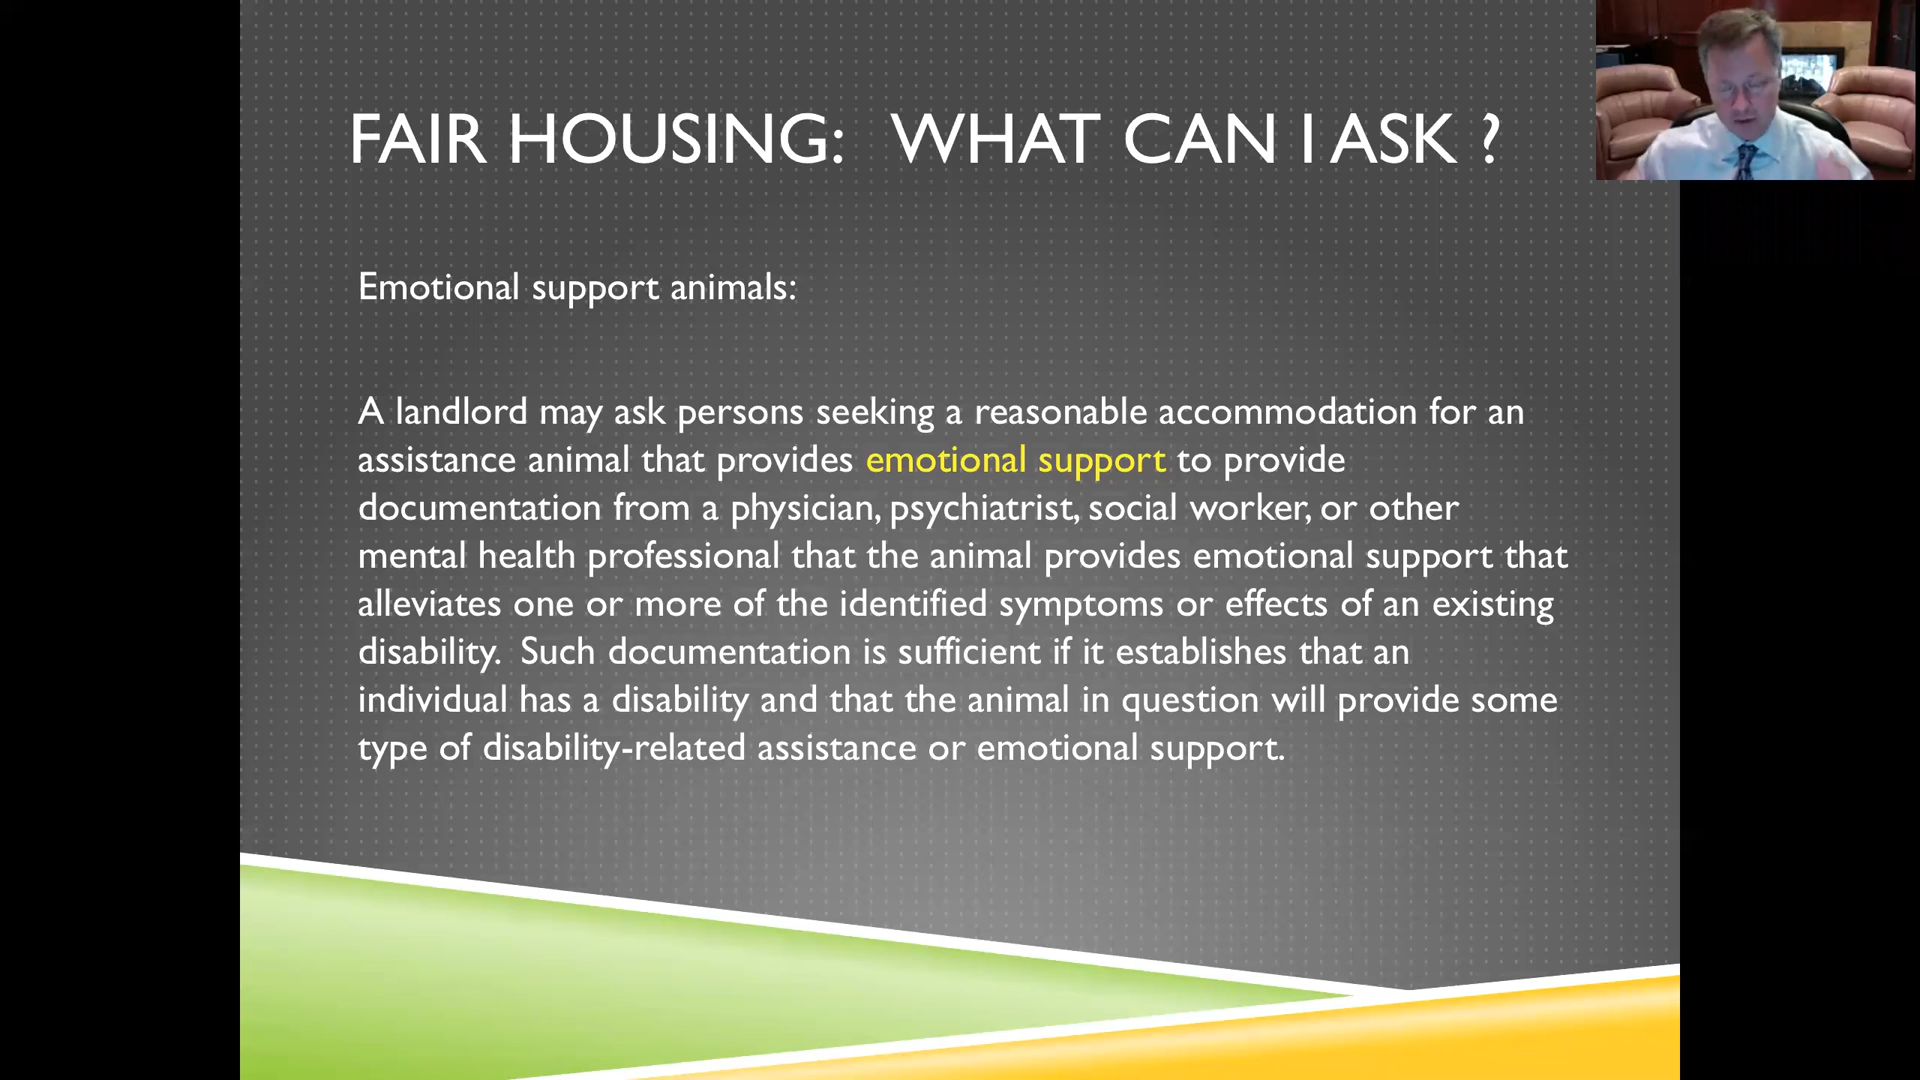 FAIR HOUSING: WHAT CAN I ASK ?
Emotional support animals:
A landlord may ask persons seeking a reasonable accommodation for an
assistance animal that provides emotional support to provide
documentation from a physician, psychiatrist, social worker, or other
mental health professional that the animal provides emotional support that
alleviates one or more of the identified symptoms or effects of an existing
disability. Such documentation is sufficient if it establishes that an
individual has a disability and that the animal in question will provide some
type of disability-related assistance or emotional support.